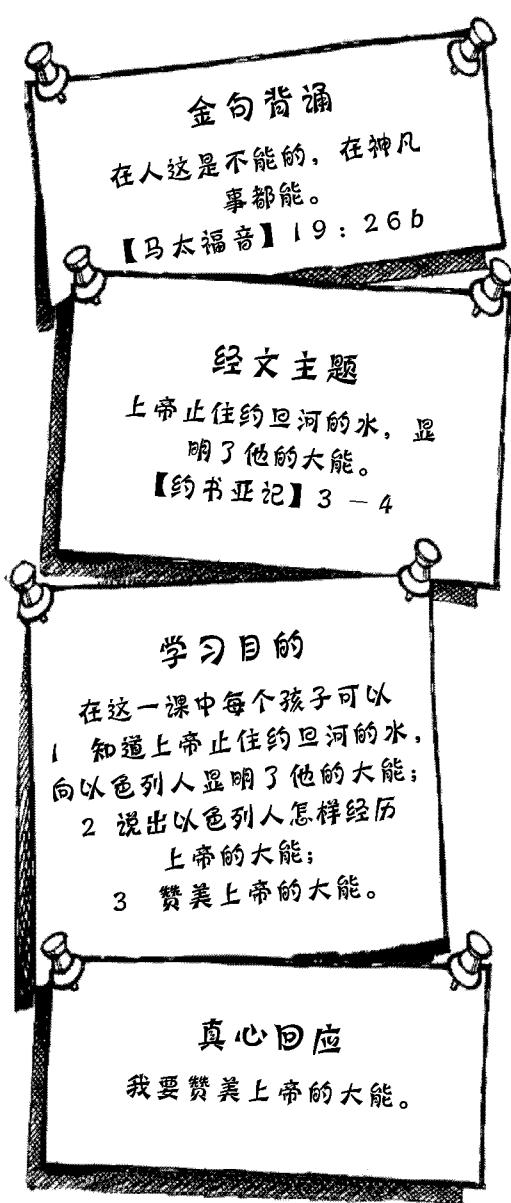 金句背诵
在人这是不能的，在神凡
事都能。
【马太福音】19：26b
经文主题
上帝止住约旦河的水，显
明了他的大能。
【约书亚记】3－4
学习目的
在这一课中每个孩子可以
1 知道上帝止住约旦河的水，
向以色列人显明了他的大能；
2 说出以色列人怎样经历
上帝的大能；
3 赞美上帝的大能。
真心回应
我要赞美上帝的大能。